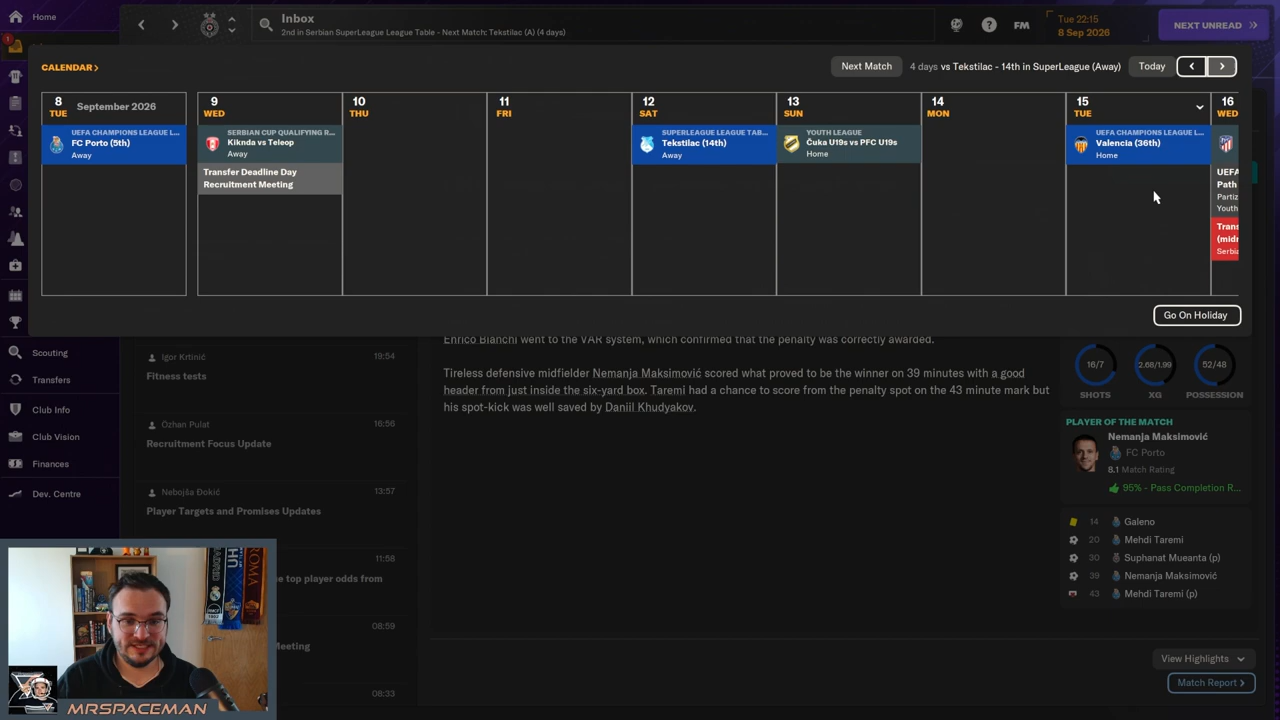 Home
Inbox
2nd in Serbian SuperLeague League Table - Next Match: Tekstilac (A) (4 days)
FM
Tue 22:15
8 Sep 2026
NEXT UNREAD
1
CALENDAR
Next Match
4 days vs Tekstilac - 14th in SuperLeague (Away)
Today
8
TUE
September 2026
9
WED
10
THU
11
FRI
12
SAT
13
SUN
14
MON
15
TUE
16
WED
UEFA CHAMPIONS LEAGUE L...
FC Porto (5th)
Away
SERBIAN CUP QUALIFYING R...
Kiknda vs Teleop
Away
Transfer Deadline Day
Recruitment Meeting
SUPERLEAGUE LEAGUE TAB...
Tekstilac (14th)
Away
YOUTH LEAGUE
Čuka U19s vs PFC U19s
Home
UEFA CHAMPIONS LEAGUE L...
Valencia (36th)
Home
UEFA
Path
Partiz
Youth
Trans
(midn
Serbia
Go On Holiday
Enrico Bianchi went to the VAR system, which confirmed that the penalty was correctly awarded.
Tireless defensive midfielder Nemanja Maksimović scored what proved to be the winner on 39 minutes with a good
header from just inside the six-yard box. Taremi had a chance to score from the penalty spot on the 43 minute mark but
his spot-kick was well saved by Daniil Khudyakov.
Scouting
Transfers
Club Info
Club Vision
Finances
Dev. Centre
Igor Krtinić
19:54
Fitness tests
Ozhan Pulat
16:56
Recruitment Focus Update
Nebojša Đokić
13:57
Player Targets and Promises Updates
11:58
e top player odds from
08:59
Meeting
08:33
16/7
SHOTS
2.68/1.99
XG
52/48
POSSESSION
PLAYER OF THE MATCH
Nemanja Maksimović
FC Porto
8.1 Match Rating
95% - Pass Completion R...
14 Galeno
20 Mehdi Taremi
30 Suphanat Mueanta (p)
39 Nemanja Maksimović
43 Mehdi Taremi (p)
View Highlights
Match Report
ROMA
MRSPACEMAN